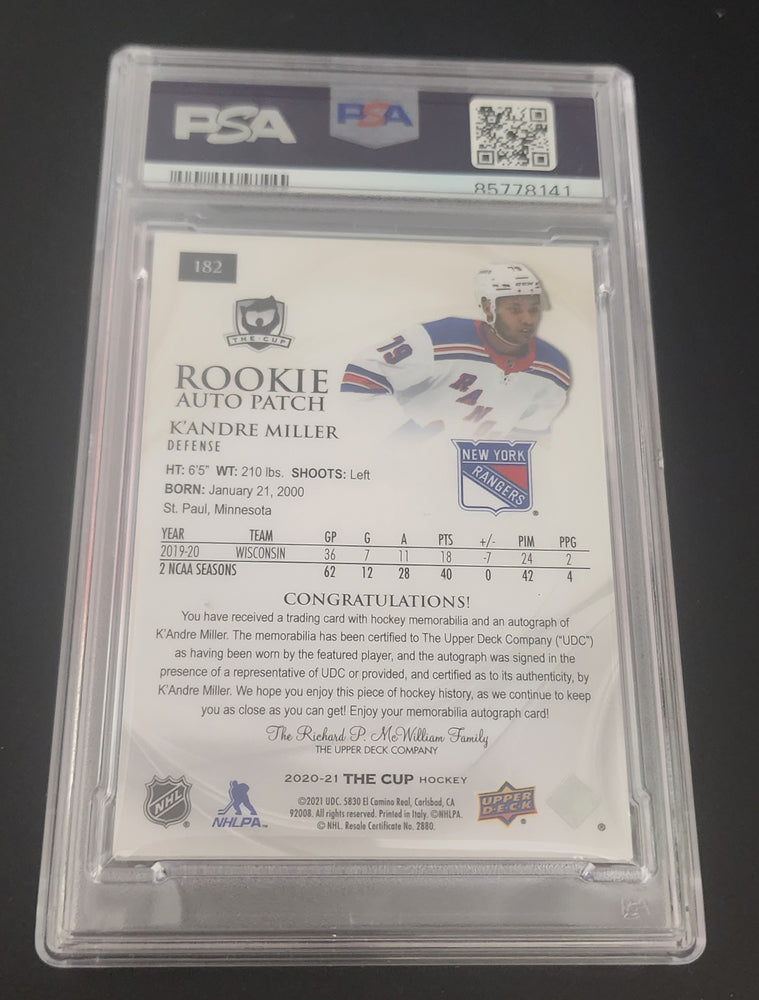 PSA
PSA
85778141
182
THE CUP
79
79
RAN
ROOKIE
AUTO PATCH
K'ANDRE MILLER
DEFENSE
HT: 6'5" WT: 210 lbs. SHOOTS: Left
BORN: January 21, 2000
St. Paul, Minnesota
NEW YORK
RANGERS
YEAR TEAM GP G A PTS +/- PIM PPG
2019-20 WISCONSIN 36 7 11 18 -7 24 2
2 NCAA SEASONS 62 12 28 40 0 42 4
CONGRATULATIONS!
You have received a trading card with hockey memorabilia and an autograph of
K'Andre Miller. The memorabilia has been certified to The Upper Deck Company ("UDC")
as having been worn by the featured player, and the autograph was signed in the
presence of a representative of UDC or provided, and certified as to its authenticity, by
K'Andre Miller. We hope you enjoy this piece of hockey history, as we continue to keep
you as close as you can get! Enjoy your memorabilia autograph card!
The Richard P. McWilliam Family
THE UPPER DECK COMPANY
2020-21 THE CUP HOCKEY
NHL
NHLPA™
©2021 UDC. 5830 El Camino Real, Carlsbad, CA
92008. All rights reserved. Printed in Italy. ©NHLPA.
© NHL. Resale Certificate No. 2880.
UPPER
DECK